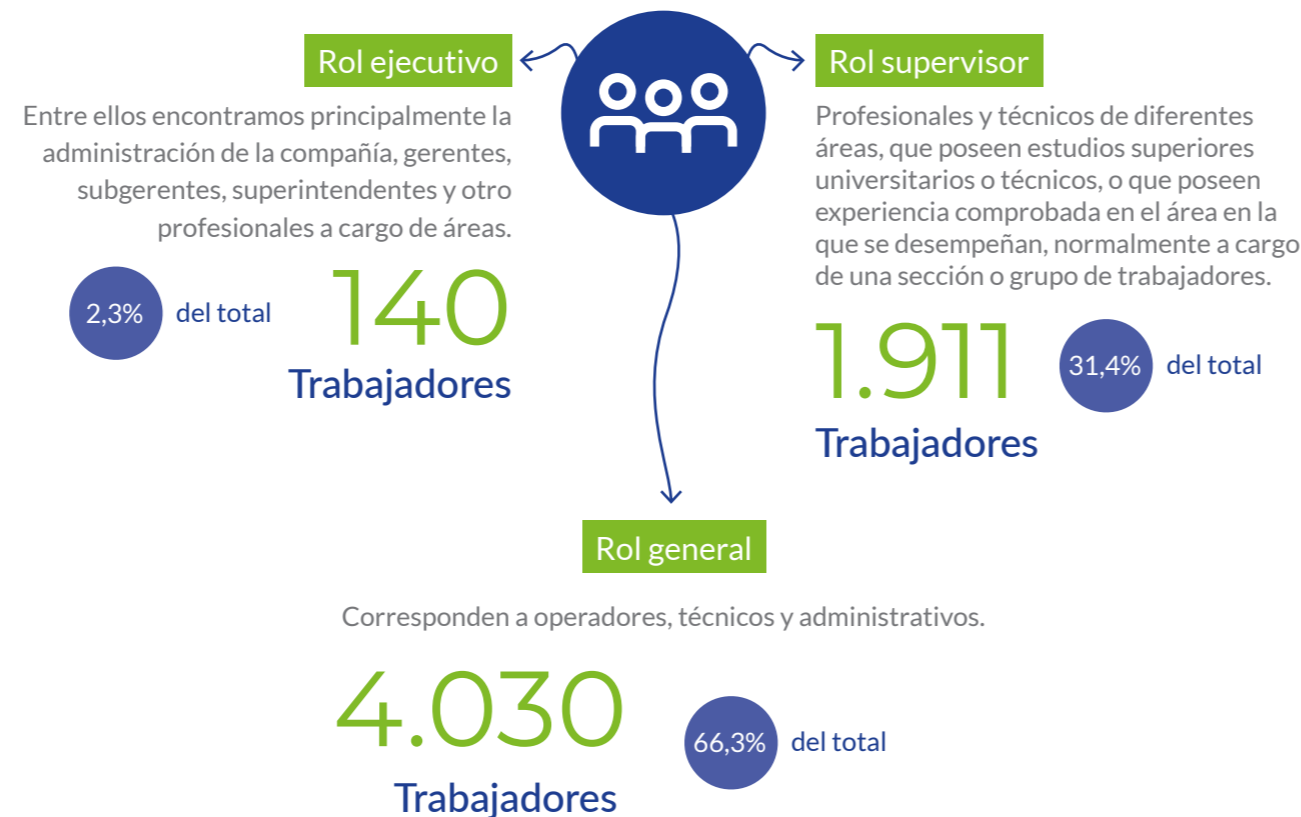 Rol ejecutivo
Entre ellos encontramos principalmente la
administración de la compañía, gerentes,
subgerentes, superintendentes y otro
profesionales a cargo de áreas.
2,3% del total
140
Trabajadores
Rol supervisor
Profesionales y técnicos de diferentes
áreas, que poseen estudios superiores
universitarios o técnicos, o que poseen
experiencia comprobada en el área en la
que se desempeñan, normalmente a cargo
de una sección o grupo de trabajadores.
1.911
Trabajadores
31,4% del total
Rol general
Corresponden a operadores, técnicos y administrativos.
4.030
Trabajadores
66,3% del total